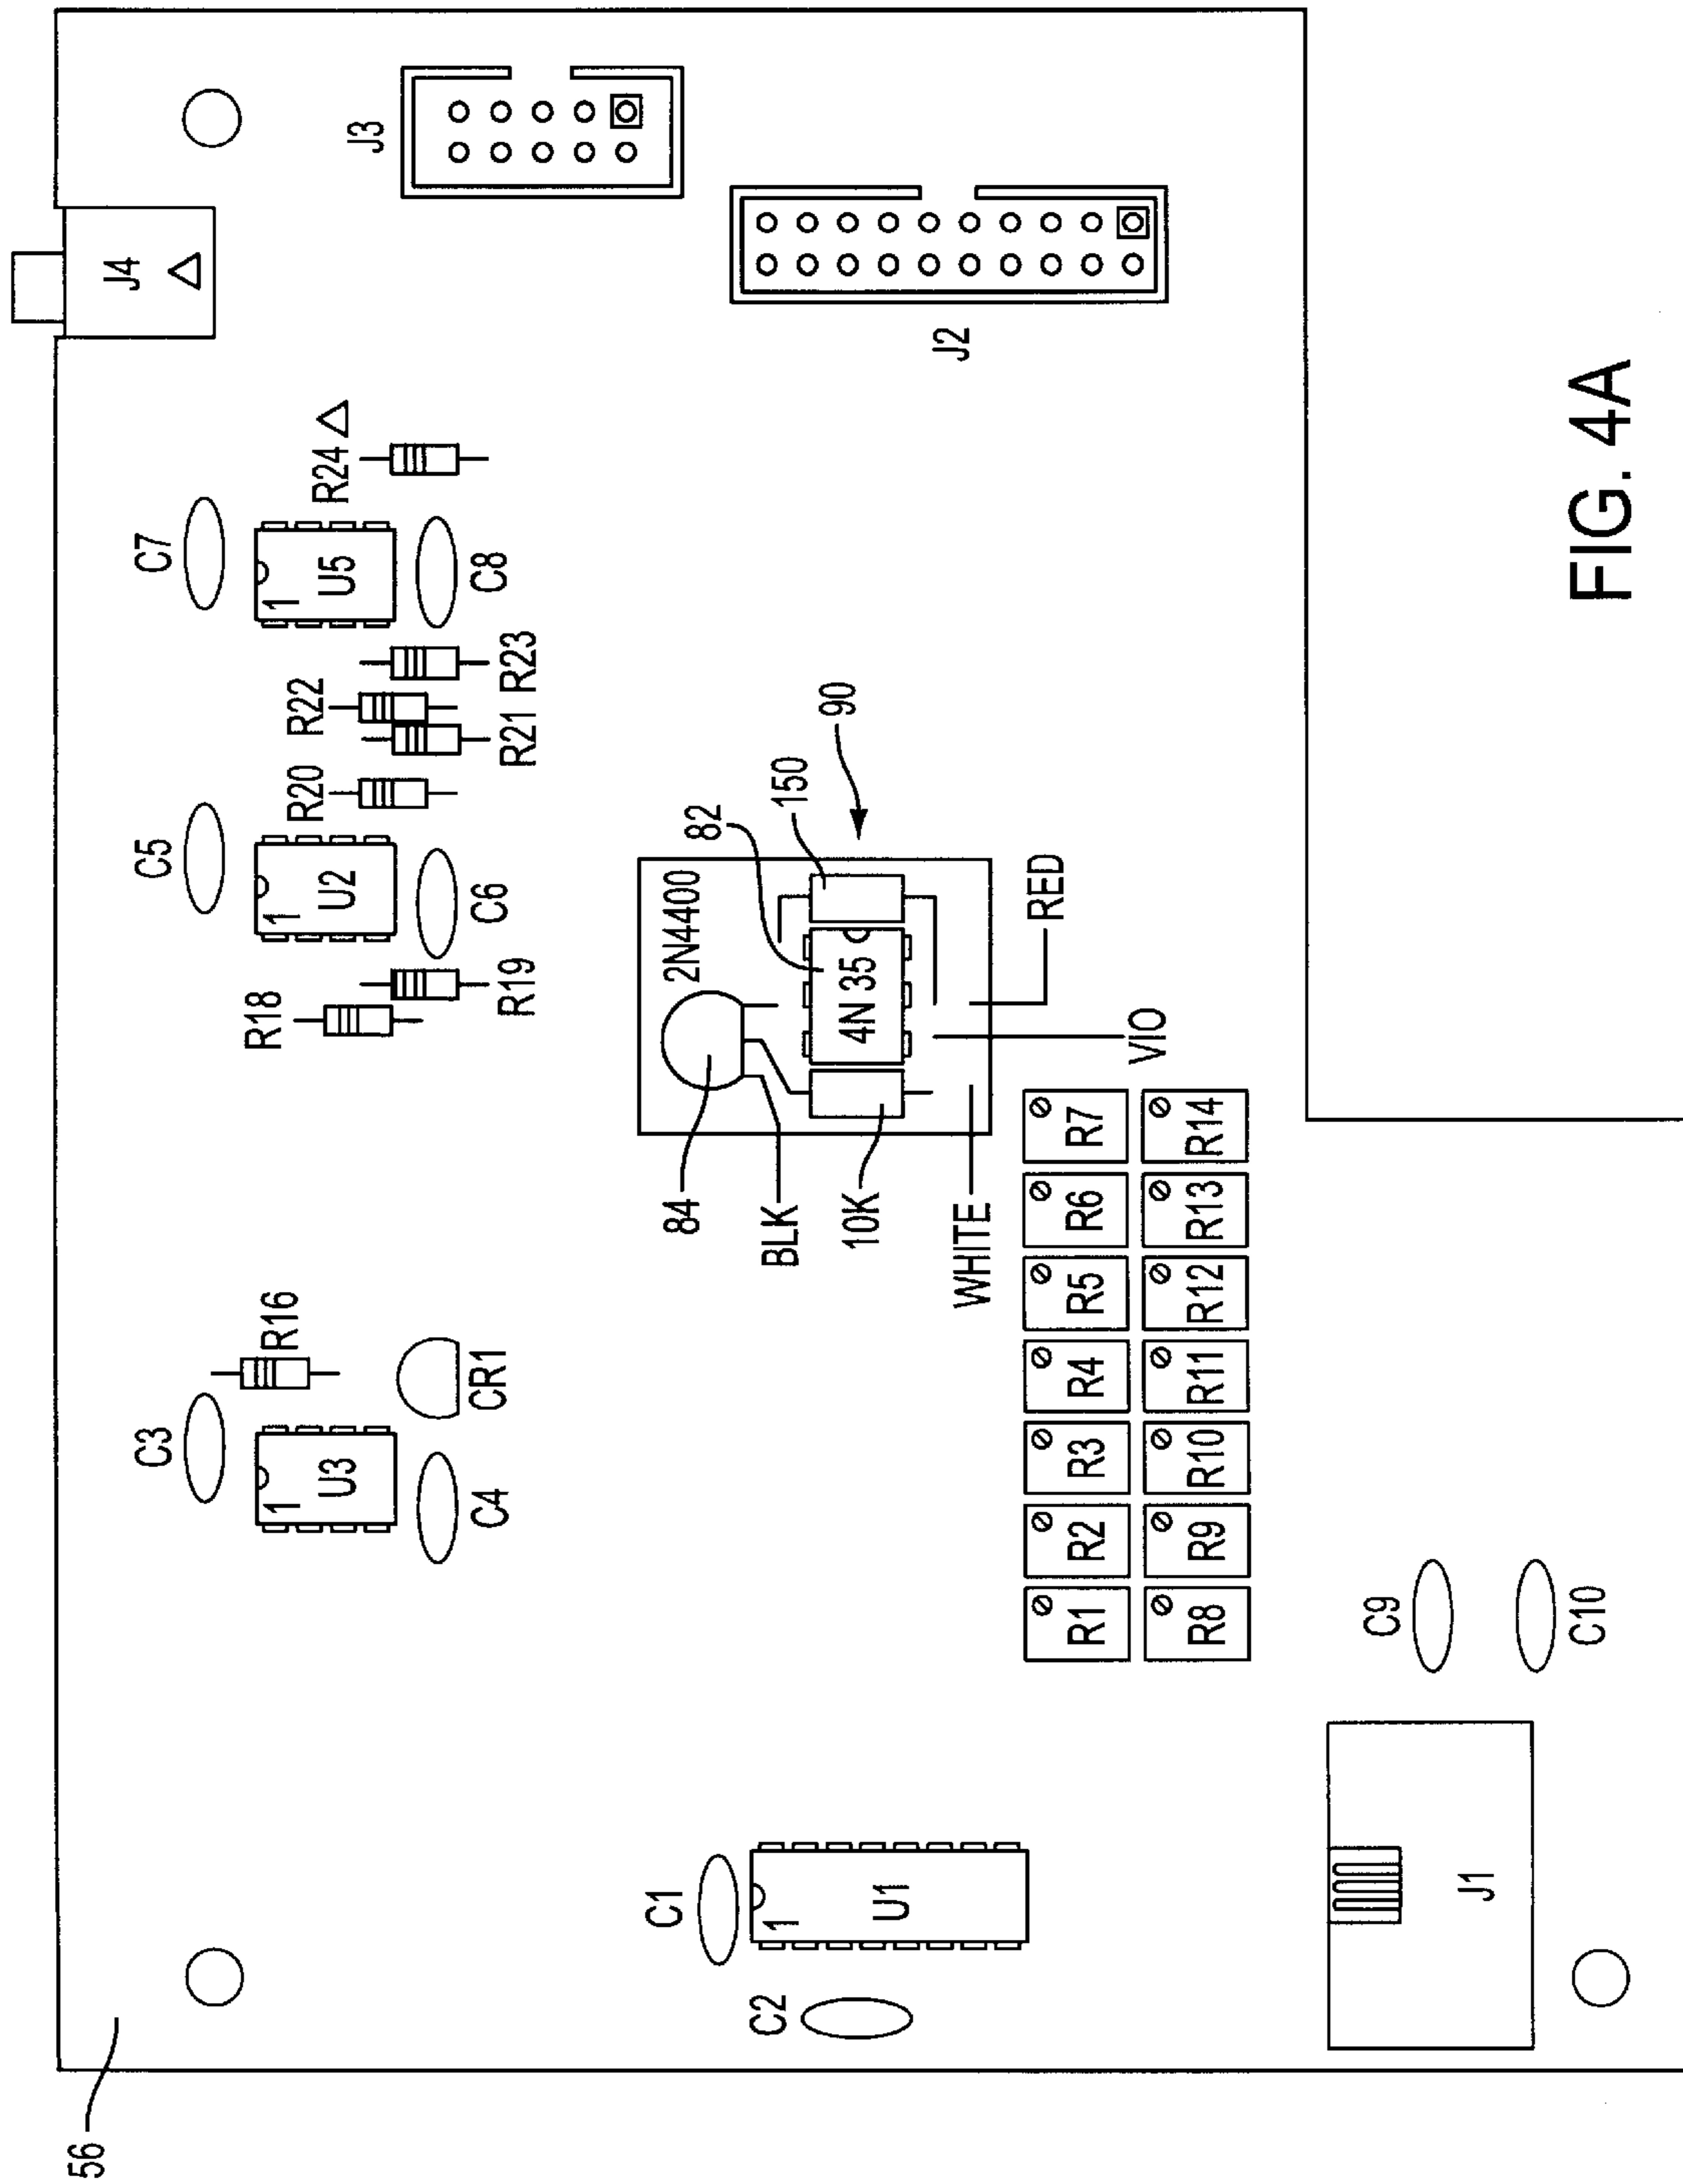 56
J4
J3
J2
C7
1
U5
C8
R24
R23
R22
R21
R20
C5
1
U2
C6
R19
R18
C3
R16
1
U3
C4
CR1
2N4400
84
82
150
90
4N 35
BLK
10K
WHITE
VIO
RED
R1 R2 R3 R4 R5 R6 R7
R8 R9 R10 R11 R12 R13 R14
C1
1
U1
C2
C9
C10
J1
FIG. 4A